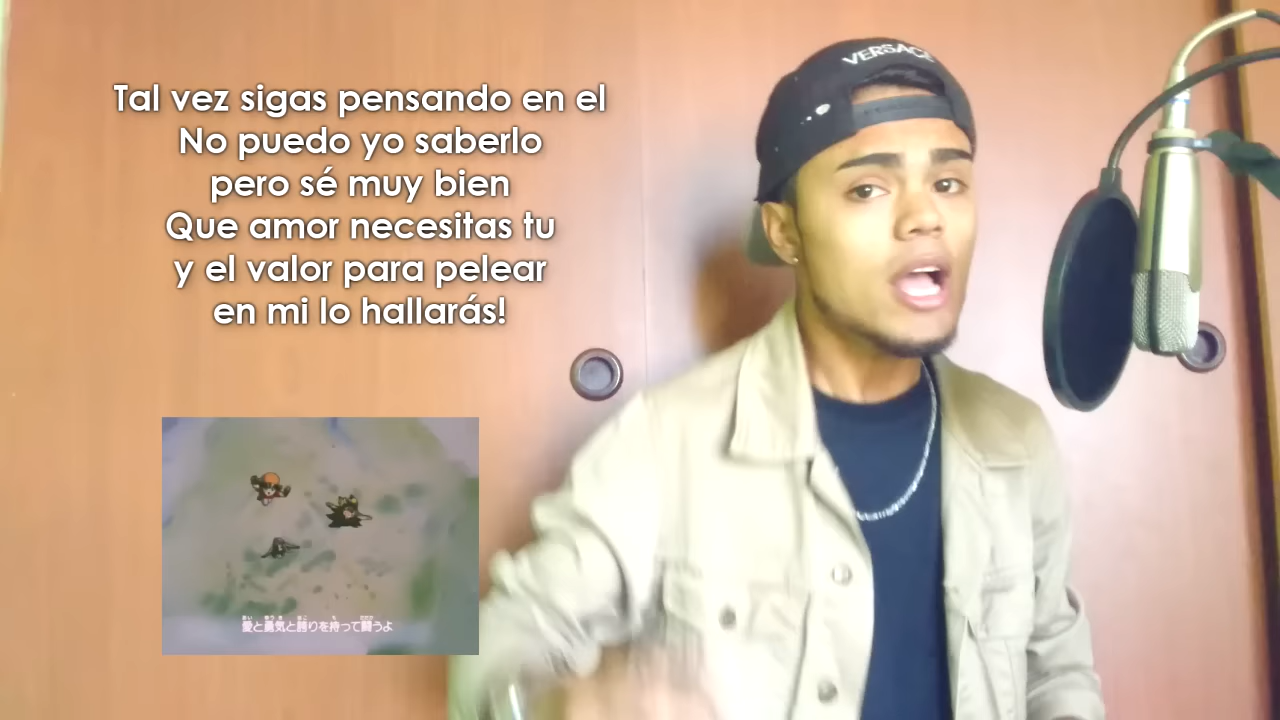 VERSACE
Tal vez sigas pensando en el
No puedo yo saberlo
pero sé muy bien
Que amor necesitas tu
y el valor para pelear
en mi lo hallarás!
愛と勇気と誇りを持って闘うよ